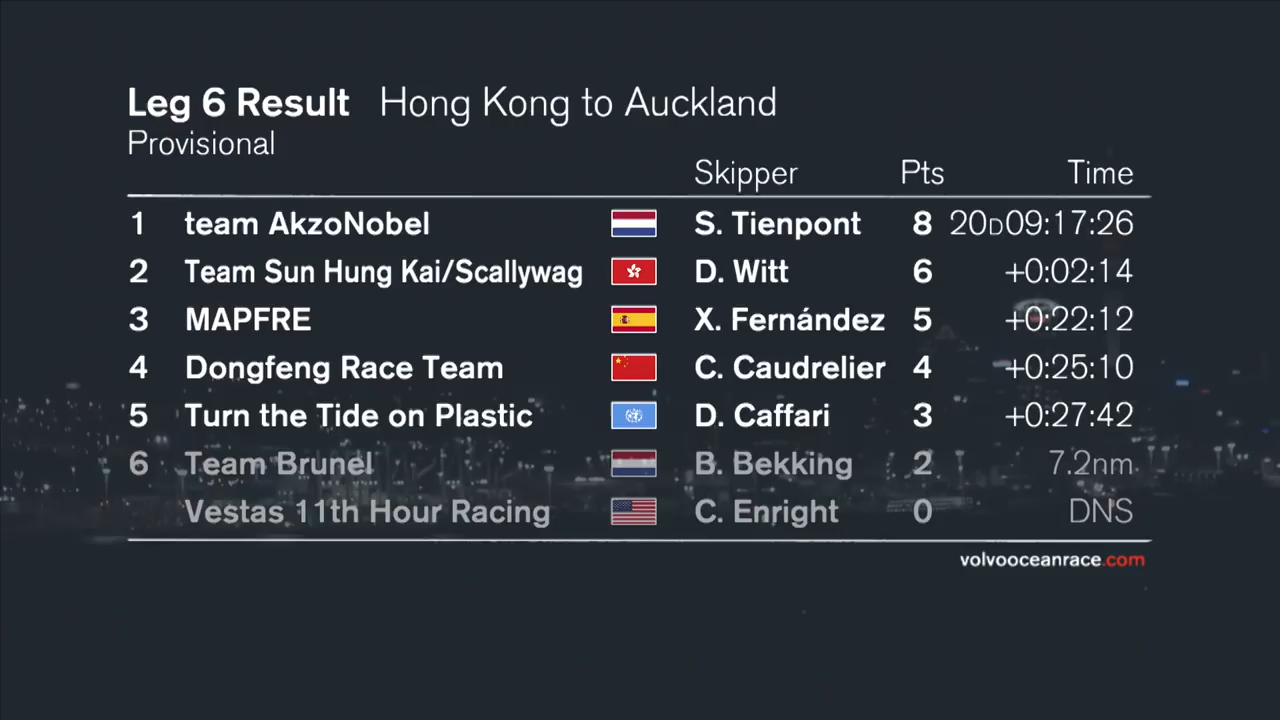 Leg 6 Result Hong Kong to Auckland
Provisional
Skipper Pts Time
1 team AkzoNobel S. Tienpont 8 20D09:17:26
2 Team Sun Hung Kai/Scallywag D. Witt 6 +0:02:14
3 MAPFRE X. Fernández 5 +0:22:12
4 Dongfeng Race Team C. Caudrelier 4 +0:25:10
5 Turn the Tide on Plastic D. Caffari 3 +0:27:42
6 Team Brunel B. Bekking 2 7.2nm
Vestas 11th Hour Racing C. Enright 0 DNS
volvooceanrace.com